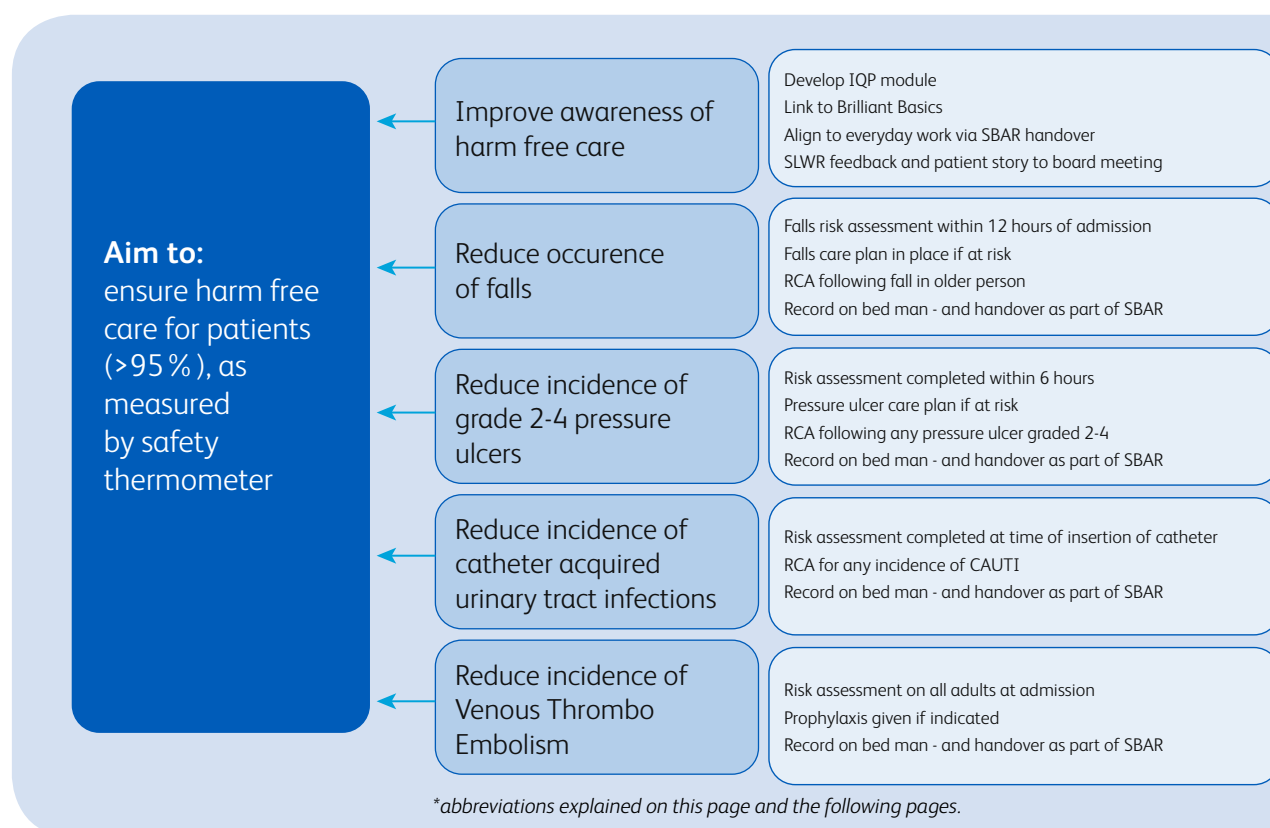 Aim to:
ensure harm free
care for patients
(>95%), as
measured
by safety
thermometer
Improve awareness of
harm free care
Develop IQP module
Link to Brilliant Basics
Align to everyday work via SBAR handover
SLWR feedback and patient story to board meeting
Reduce occurence
of falls
Falls risk assessment within 12 hours of admission
Falls care plan in place if at risk
RCA following fall in older person
Record on bed man - and handover as part of SBAR
Reduce incidence of
grade 2-4 pressure
ulcers
Risk assessment completed within 6 hours
Pressure ulcer care plan if at risk
RCA following any pressure ulcer graded 2-4
Record on bed man - and handover as part of SBAR
Reduce incidence of
catheter acquired
urinary tract infections
Risk assessment completed at time of insertion of catheter
RCA for any incidence of CAUTI
Record on bed man - and handover as part of SBAR
Reduce incidence of
Venous Thrombo
Embolism
Risk assessment on all adults at admission
Prophylaxis given if indicated
Record on bed man - and handover as part of SBAR
*abbreviations explained on this page and the following pages.